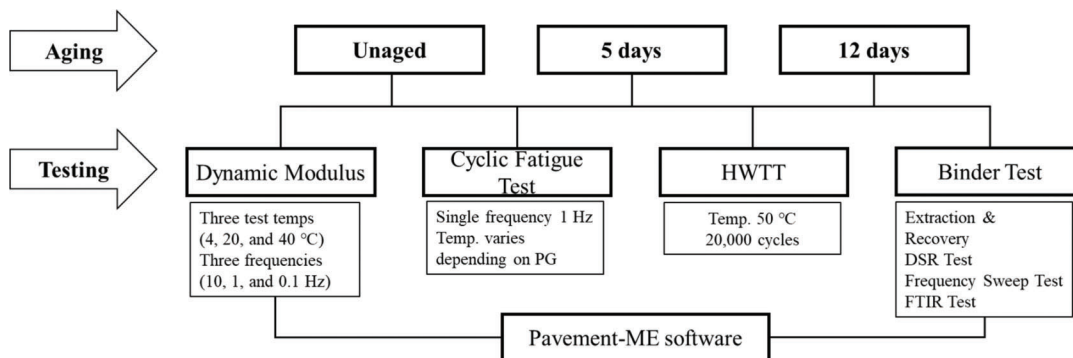 Aging
Unaged
5 days
12 days
Testing
Dynamic Modulus
Three test temps
(4, 20, and 40 °C)
Three frequencies
(10, 1, and 0.1 Hz)
Cyclic Fatigue
Test
Single frequency 1 Hz
Temp. varies
depending on PG
HWTT
Temp. 50 °C
20,000 cycles
Binder Test
Extraction &
Recovery
DSR Test
Frequency Sweep Test
FTIR Test
Pavement-ME software